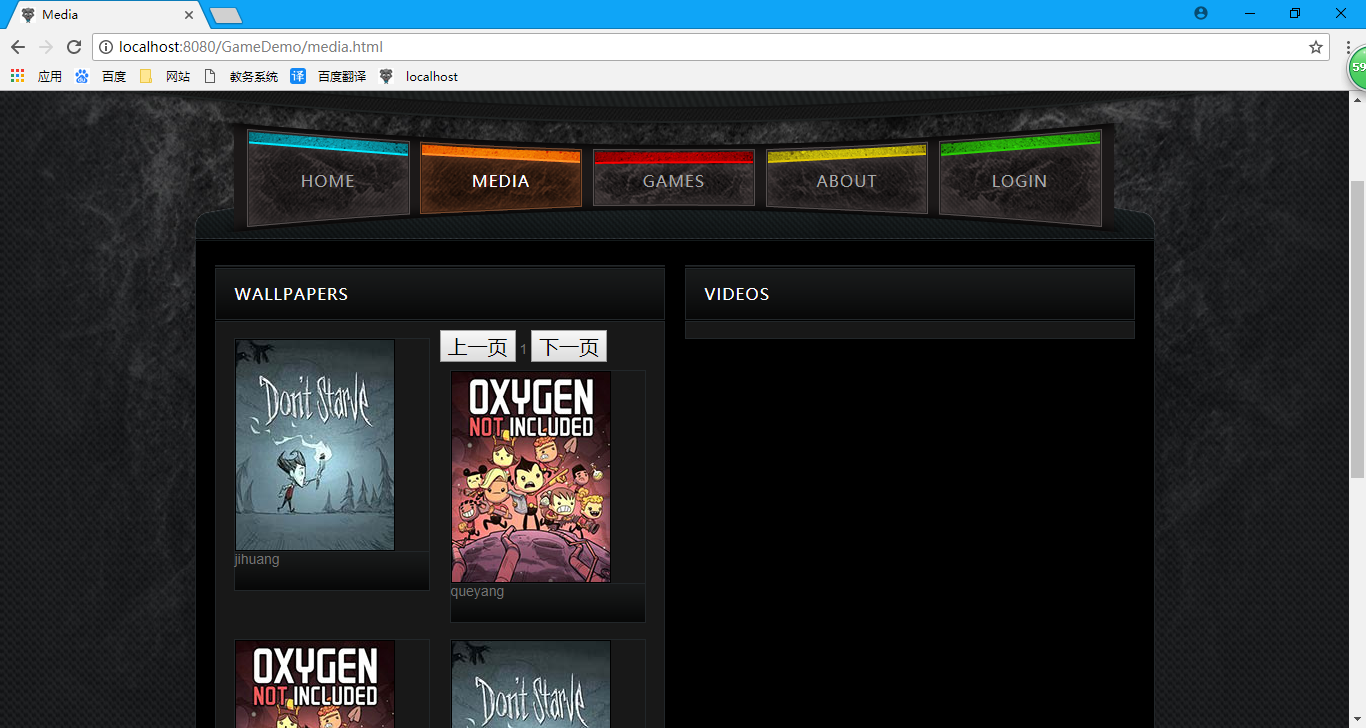 Media
localhost:8080/GameDemo/media.html
应用 百度 网站 教务系统 译 百度翻译 localhost
59
HOME MEDIA GAMES ABOUT LOGIN
WALLPAPERS VIDEOS
上一页 1 下一页
Don't Starve
OXYGEN
NOT INCLUDED
jihuang
queyang
OXYGEN
NOT INCLUDED
Don't Starve